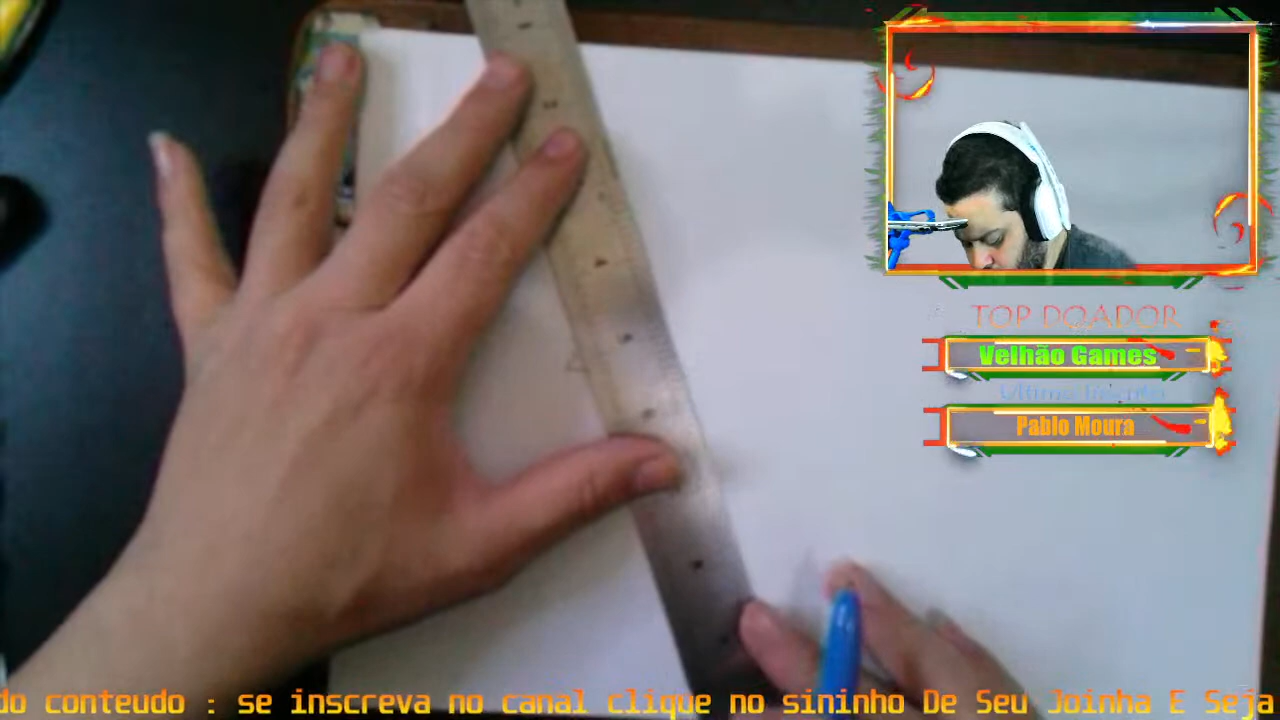 TOP DOADOR
Velhão Games
Pablo Moura
do conteudo : se inscreva no canal clique no sininho De Seu Joinha E Seja